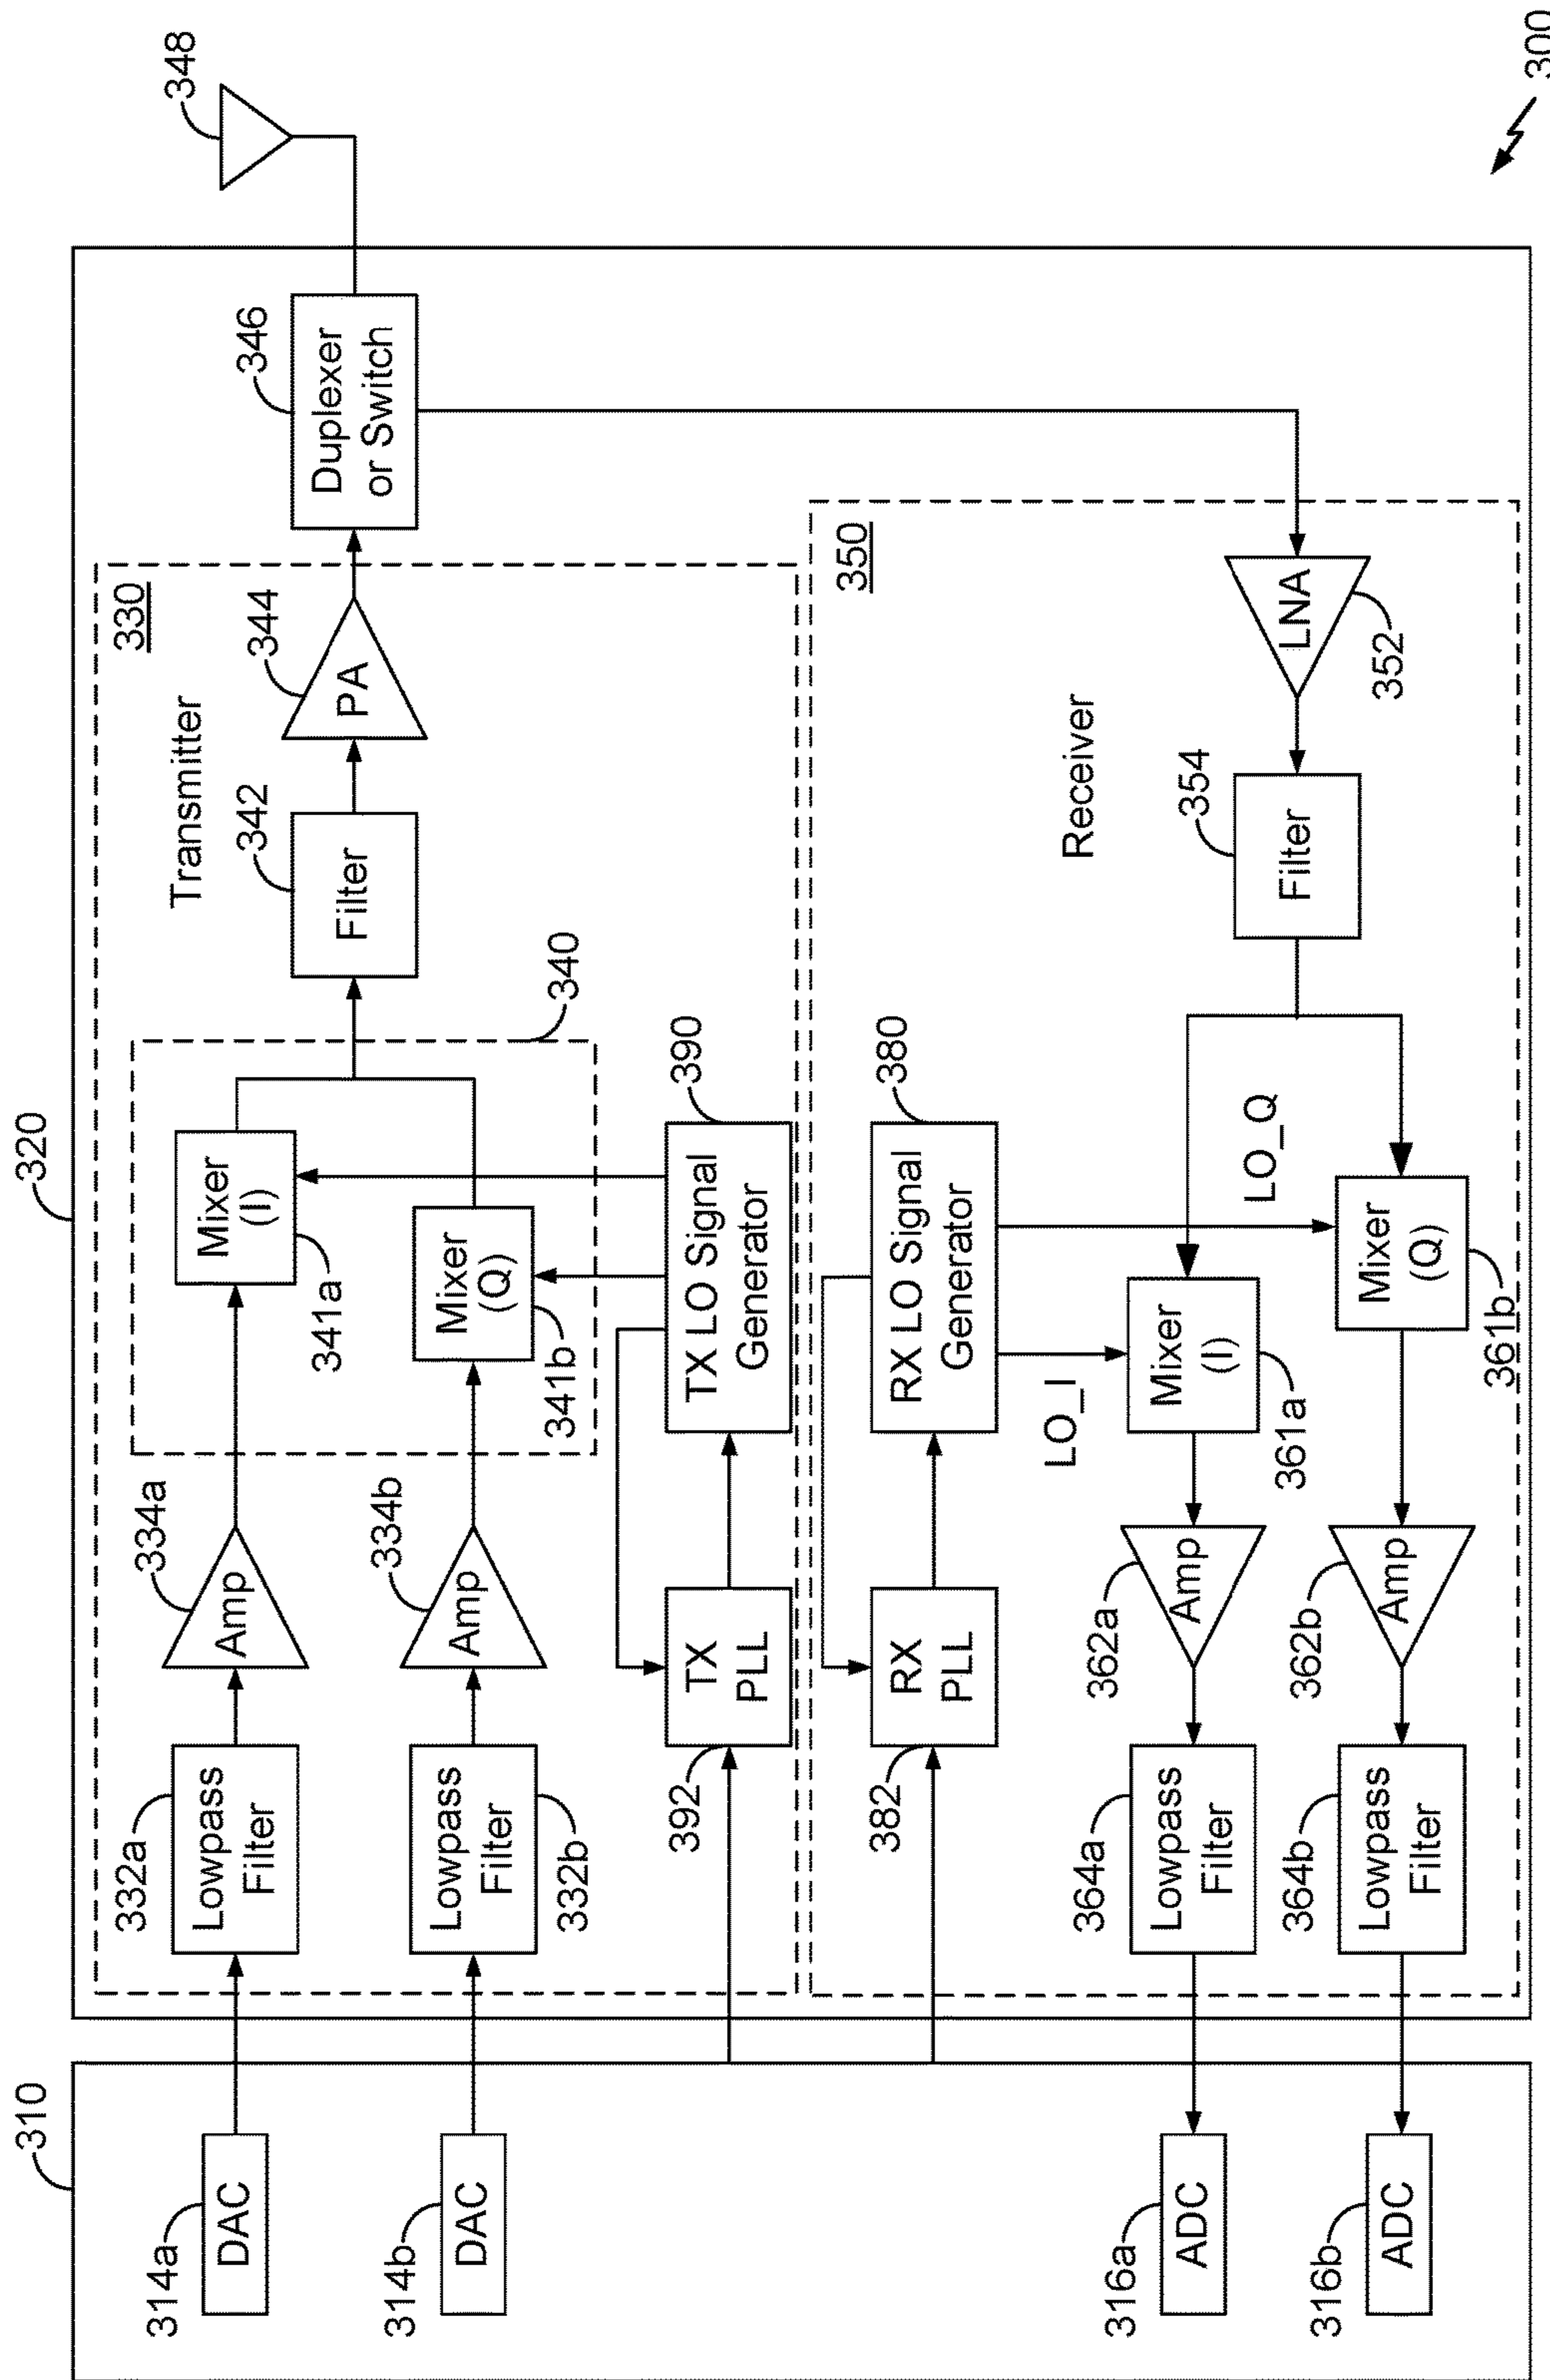 310
320
314a
DAC
314b
DAC
316a
ADC
316b
ADC
330
Transmitter
332a
Lowpass
Filter
332b
Lowpass
Filter
334a
Amp
334b
Amp
340
Mixer
(I)
341a
Mixer
(Q)
341b
Filter
342
PA
344
Duplexer
or Switch
346
348
TX
PLL
392
TX LO Signal
Generator
390
350
Receiver
RX
PLL
382
RX LO Signal
Generator
380
LO_I
LO_Q
LNA
352
Filter
354
Mixer
(I)
361a
Mixer
(Q)
361b
362a
Amp
362b
Amp
364a
Lowpass
Filter
364b
Lowpass
Filter
300